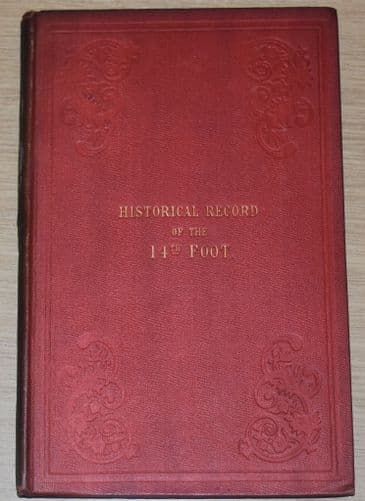 HISTORICAL RECORD
OF THE
14TH FOOT